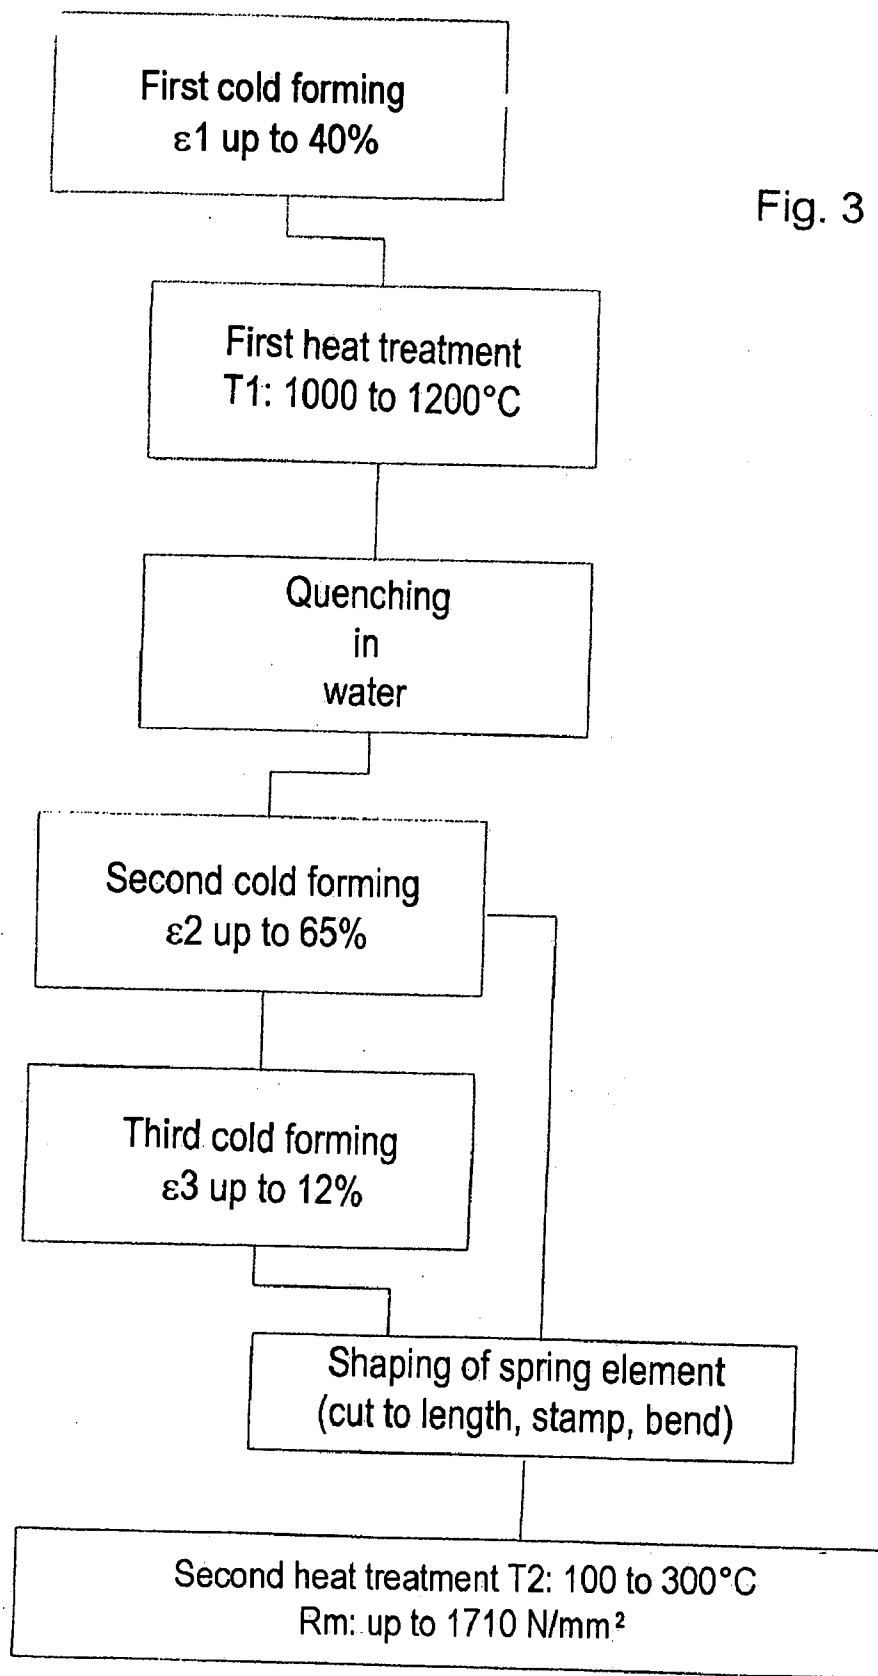 First cold forming
ε1 up to 40%
Fig. 3
First heat treatment
T1: 1000 to 1200°C
Quenching
in
water
Second cold forming
ε2 up to 65%
Third cold forming
ε3 up to 12%
Shaping of spring element
(cut to length, stamp, bend)
Second heat treatment T2: 100 to 300°C
Rm: up to 1710 N/mm²